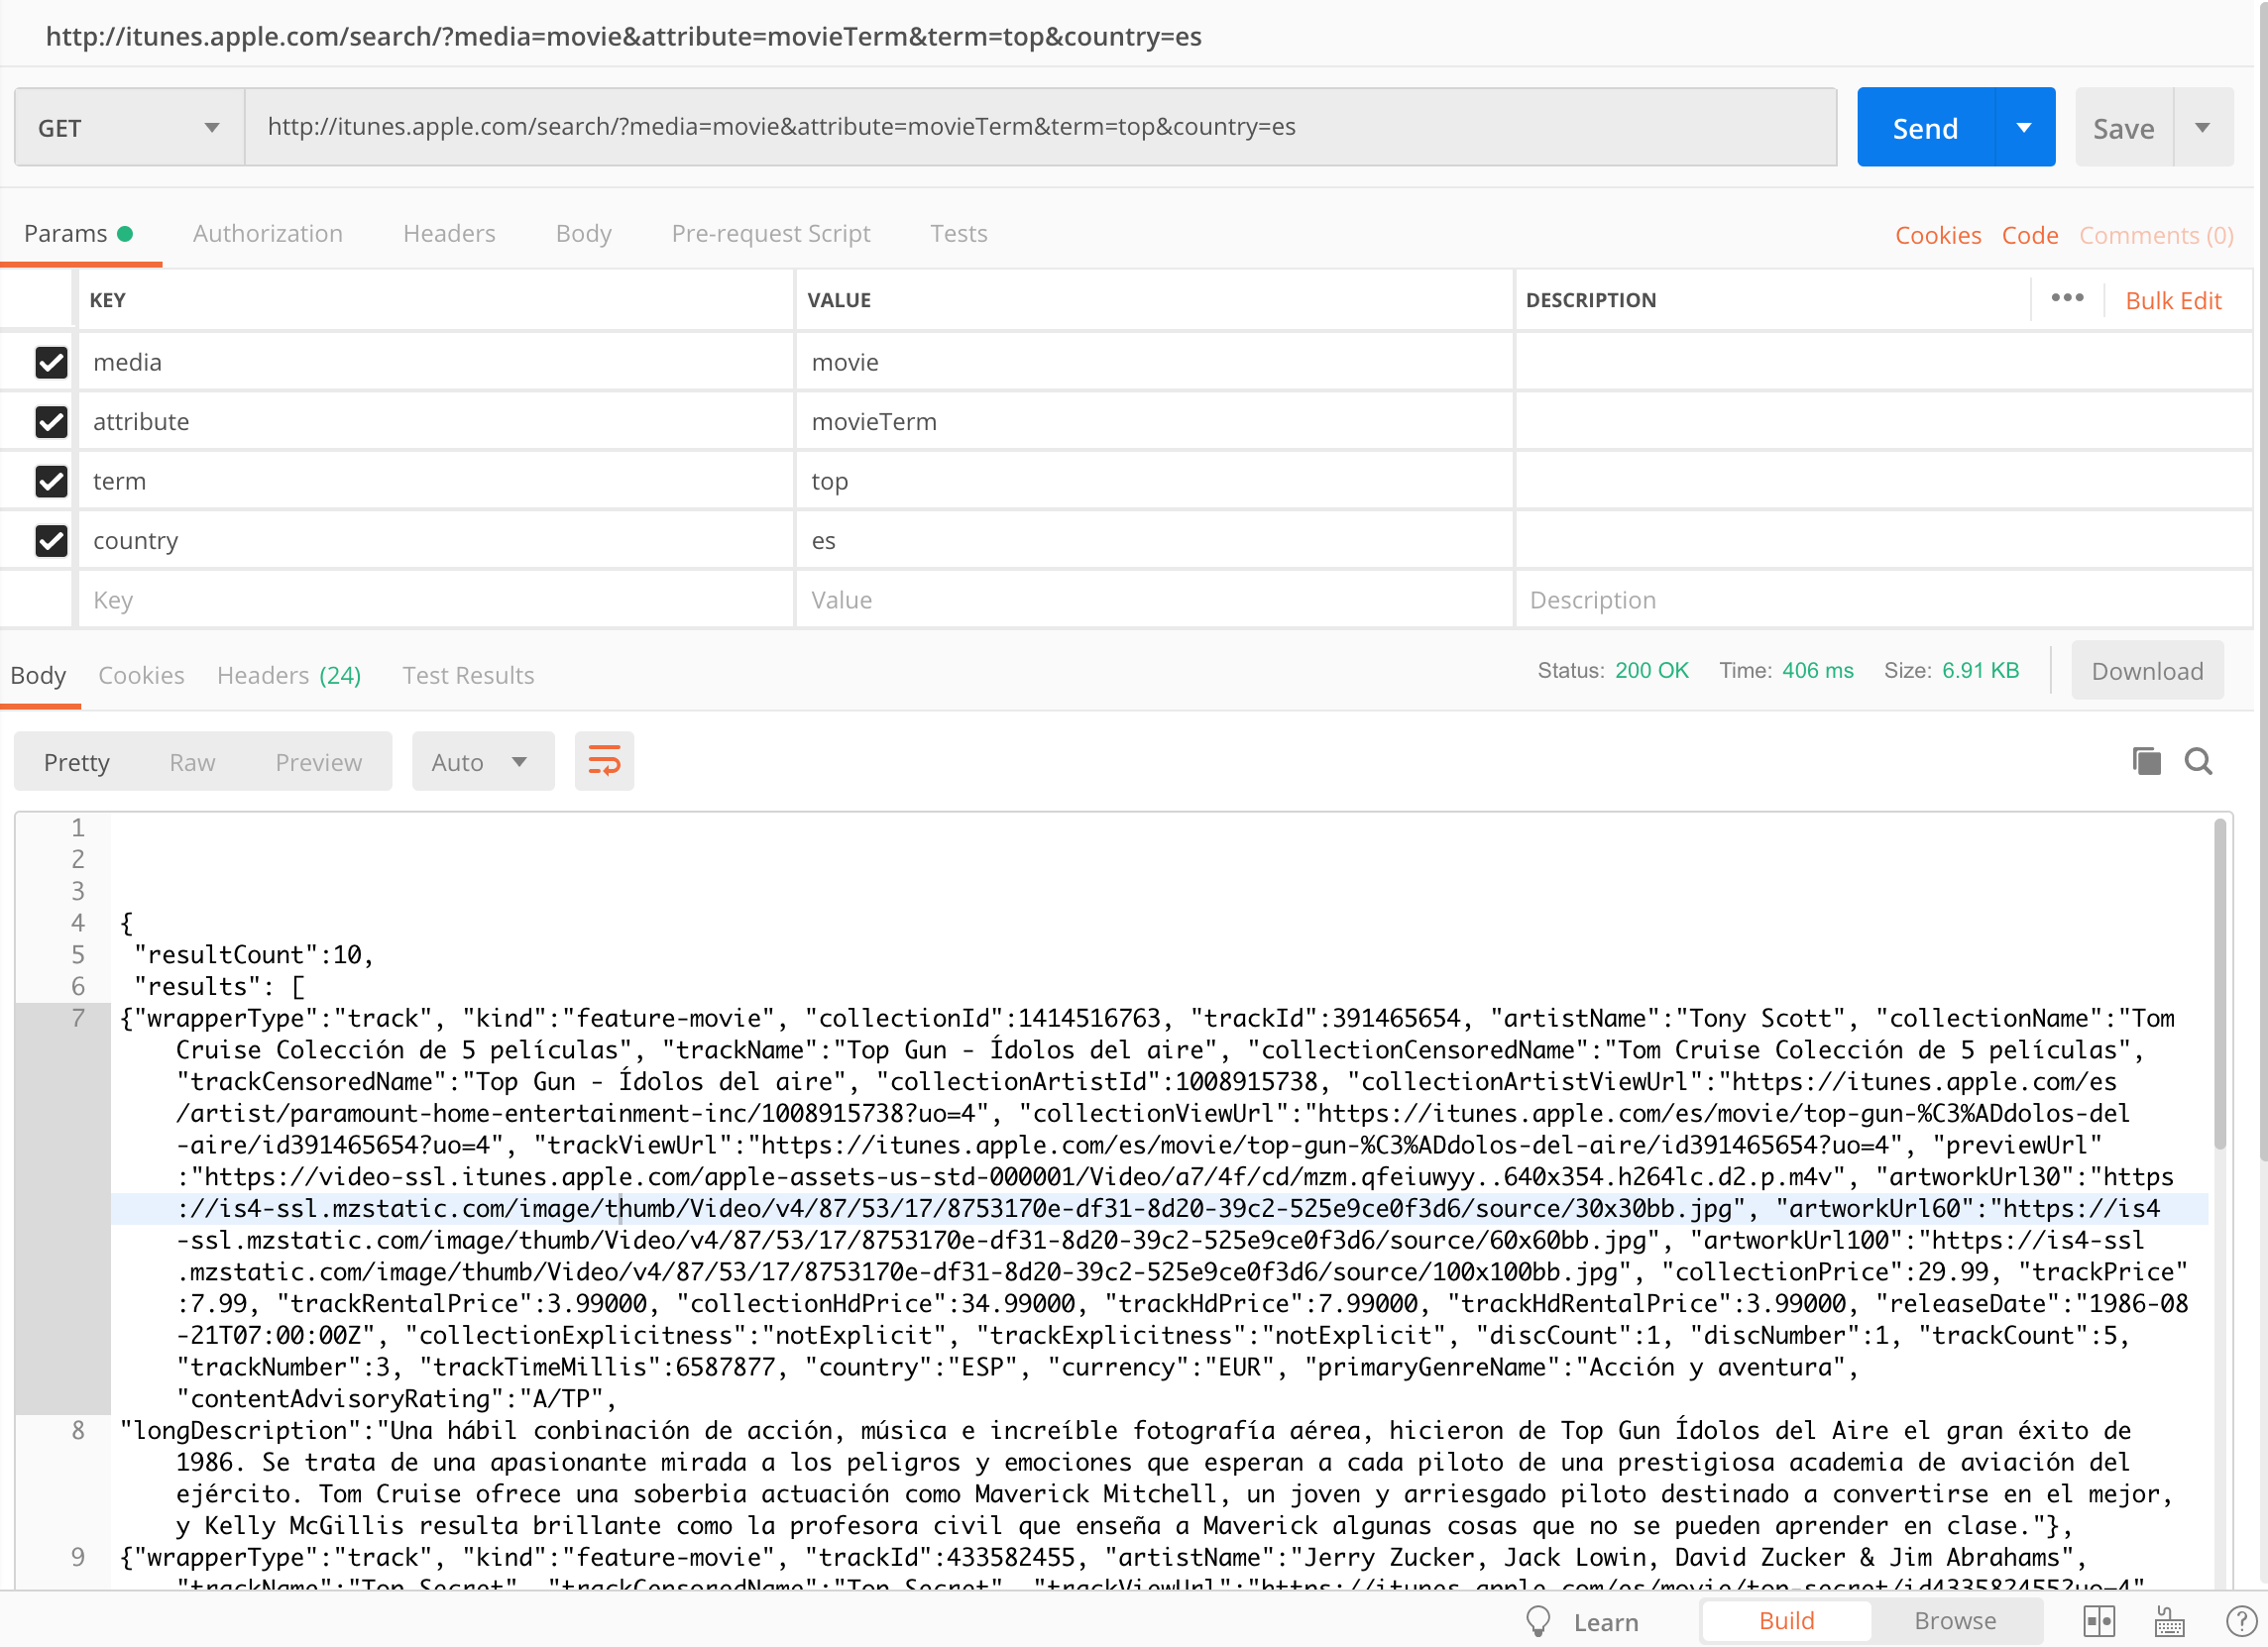 http://itunes.apple.com/search/?media=movie&attribute=movieTerm&term=top&country=es
GET http://itunes.apple.com/search/?media=movie&attribute=movieTerm&term=top&country=es Send Save
Params Authorization Headers Body Pre-request Script Tests Cookies Code Comments (0)
KEY VALUE DESCRIPTION ••• Bulk Edit
media movie
attribute movieTerm
term top
country es
Key Value Description
Body Cookies Headers (24) Test Results Status: 200 OK Time: 406 ms Size: 6.91 KB Download
Pretty Raw Preview Auto
1
2
3
4 {
5 "resultCount":10,
6 "results": [
7 {"wrapperType":"track", "kind":"feature-movie", "collectionId":1414516763, "trackId":391465654, "artistName":"Tony Scott", "collectionName":"Tom
Cruise Colección de 5 películas", "trackName":"Top Gun - Ídolos del aire", "collectionCensoredName":"Tom Cruise Colección de 5 películas",
"trackCensoredName":"Top Gun - Ídolos del aire", "collectionArtistId":1008915738, "collectionArtistViewUrl":"https://itunes.apple.com/es
/artist/paramount-home-entertainment-inc/1008915738?uo=4", "collectionViewUrl":"https://itunes.apple.com/es/movie/top-gun-%C3%ADdolos-del
-aire/id391465654?uo=4", "trackViewUrl":"https://itunes.apple.com/es/movie/top-gun-%C3%ADdolos-del-aire/id391465654?uo=4", "previewUrl"
:"https://video-ssl.itunes.apple.com/apple-assets-us-std-000001/Video/a7/4f/cd/mzm.qfeiuwyy..640x354.h264lc.d2.p.m4v", "artworkUrl30":"https
://is4-ssl.mzstatic.com/image/thumb/Video/v4/87/53/17/8753170e-df31-8d20-39c2-525e9ce0f3d6/source/30x30bb.jpg", "artworkUrl60":"https://is4
-ssl.mzstatic.com/image/thumb/Video/v4/87/53/17/8753170e-df31-8d20-39c2-525e9ce0f3d6/source/60x60bb.jpg", "artworkUrl100":"https://is4-ssl
.mzstatic.com/image/thumb/Video/v4/87/53/17/8753170e-df31-8d20-39c2-525e9ce0f3d6/source/100x100bb.jpg", "collectionPrice":29.99, "trackPrice"
:7.99, "trackRentalPrice":3.99000, "collectionHdPrice":34.99000, "trackHdPrice":7.99000, "trackHdRentalPrice":3.99000, "releaseDate":"1986-08
-21T07:00:00Z", "collectionExplicitness":"notExplicit", "trackExplicitness":"notExplicit", "discCount":1, "discNumber":1, "trackCount":5,
"trackNumber":3, "trackTimeMillis":6587877, "country":"ESP", "currency":"EUR", "primaryGenreName":"Acción y aventura",
"contentAdvisoryRating":"A/TP",
8 "longDescription":"Una hábil conbinación de acción, música e increíble fotografía aérea, hicieron de Top Gun Ídolos del Aire el gran éxito de
1986. Se trata de una apasionante mirada a los peligros y emociones que esperan a cada piloto de una prestigiosa academia de aviación del
ejército. Tom Cruise ofrece una soberbia actuación como Maverick Mitchell, un joven y arriesgado piloto destinado a convertirse en el mejor,
y Kelly McGillis resulta brillante como la profesora civil que enseña a Maverick algunas cosas que no se pueden aprender en clase."},
9 {"wrapperType":"track", "kind":"feature-movie", "trackId":433582455, "artistName":"Jerry Zucker, Jack Lowin, David Zucker & Jim Abrahams",
"trackName":"Top Secret", "trackCensoredName":"Top Secret", "trackViewUrl":"https://itunes.apple.com/es/movie/top-secret/id433582455?uo=4"
Learn Build Browse